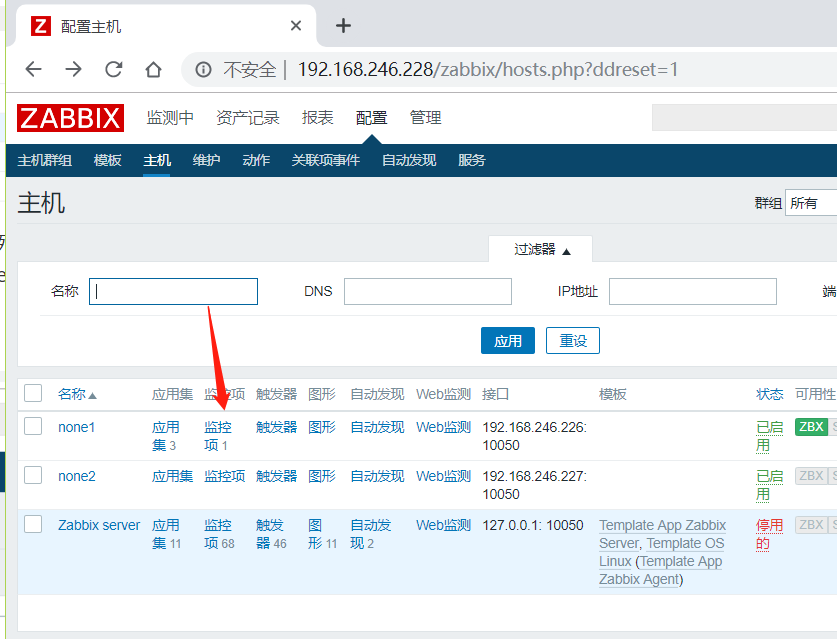 Z 配置主机
不安全 | 192.168.246.228/zabbix/hosts.php?ddreset=1
ZABBIX 监测中 资产记录 报表 配置 管理
主机群组 模板 主机 维护 动作 关联项事件 自动发现 服务
主机 群组 所有
过滤器 ▲
名称 DNS IP地址 端
应用 重设
名称▲ 应用集 监控项 触发器 图形 自动发现 Web监测 接口 模板 状态 可用性
none1 应用集 3 监控项 1 触发器 图形 自动发现 Web监测 192.168.246.226: 10050 已启用 ZBX
none2 应用集 监控项 触发器 图形 自动发现 Web监测 192.168.246.227: 10050 已启用 ZBX
Zabbix server 应用集 11 监控项 68 触发器 46 图形 11 自动发现 2 Web监测 127.0.0.1: 10050 Template App Zabbix Server, Template OS Linux (Template App Zabbix Agent) 停用的 ZBX